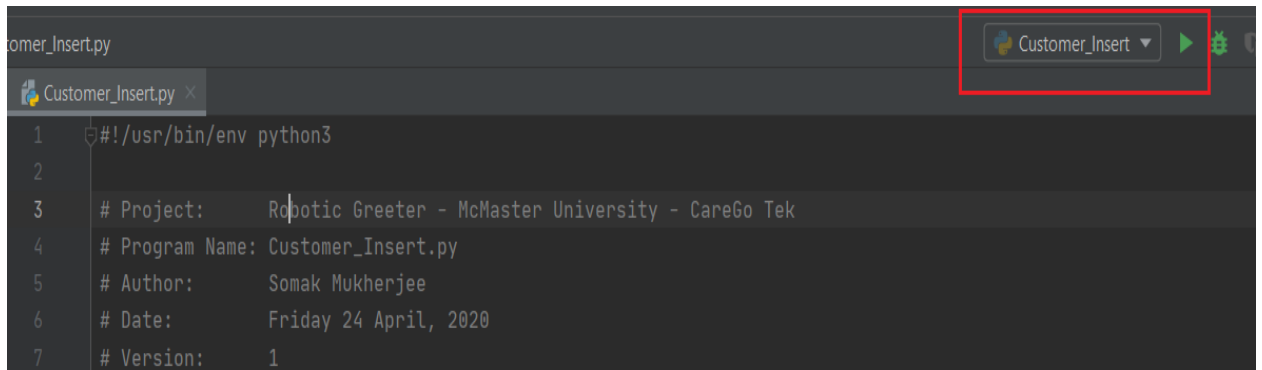 tomer_Insert.py
Customer_Insert
Customer_Insert.py
1 #!/usr/bin/env python3
2
3 # Project: Robotic Greeter - McMaster University - CareGo Tek
4 # Program Name: Customer_Insert.py
5 # Author: Somak Mukherjee
6 # Date: Friday 24 April, 2020
7 # Version: 1